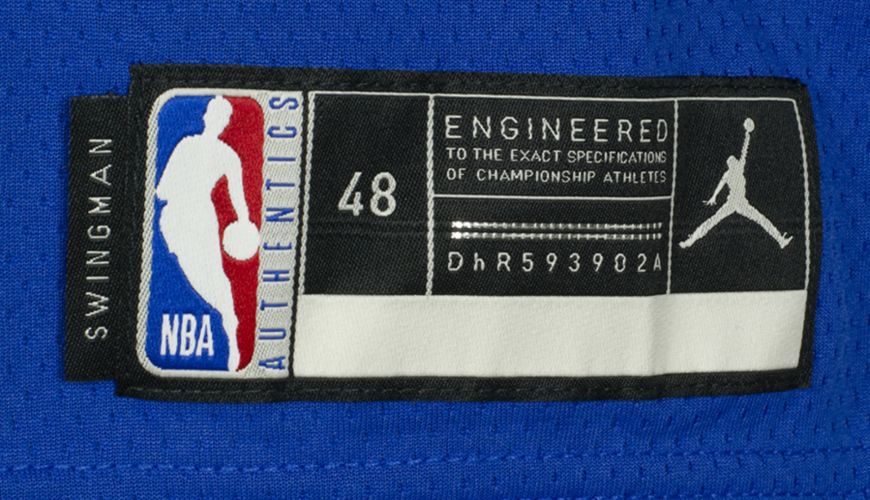 SWINGMAN
NBA
AUTHENTICS
48
ENGINEERED
TO THE EXACT SPECIFICATIONS
OF CHAMPIONSHIP ATHLETES
DhR593902A